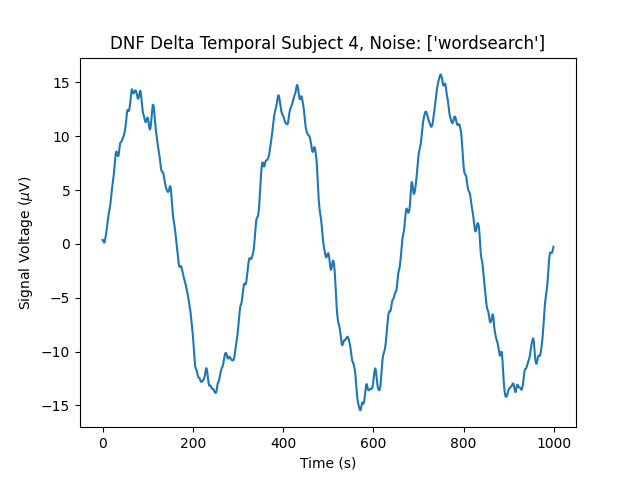 DNF Delta Temporal Subject 4, Noise: ['wordsearch']
Signal Voltage (μV)
15
10
5
0
−5
−10
−15
0 200 400 600 800 1000
Time (s)